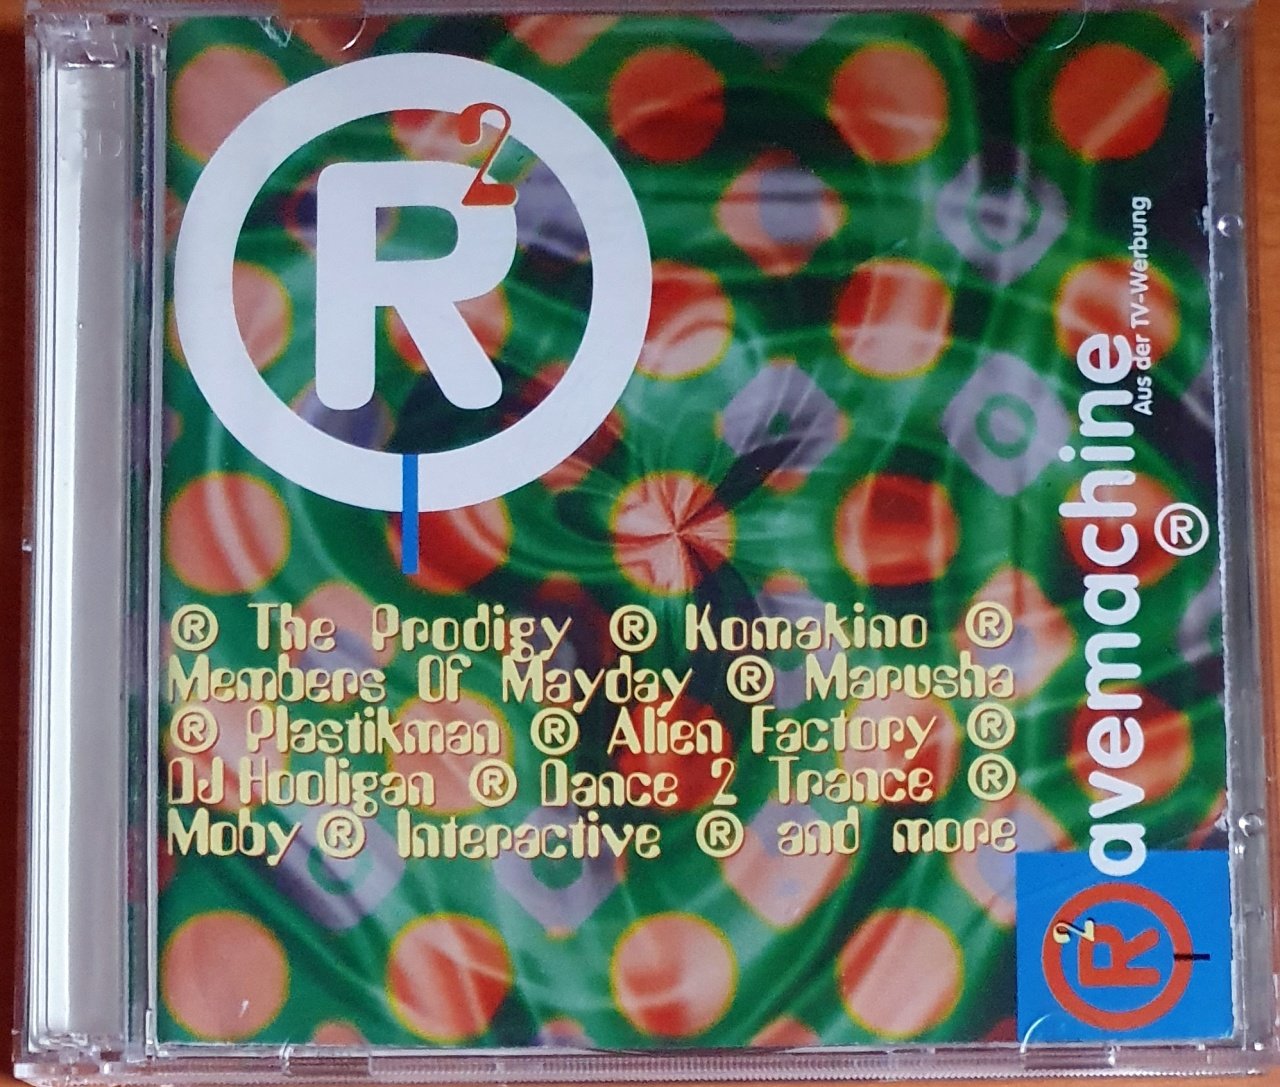 R2
® The Prodigy ® Komakino ®
Members Of Mayday ® Marusha
® Plastikman ® Alien Factory ®
DJ Hooligan ® Dance 2 Trance ®
Moby ® Interactive ® and more
R2 avemachine ®
Aus der TV-Werbung